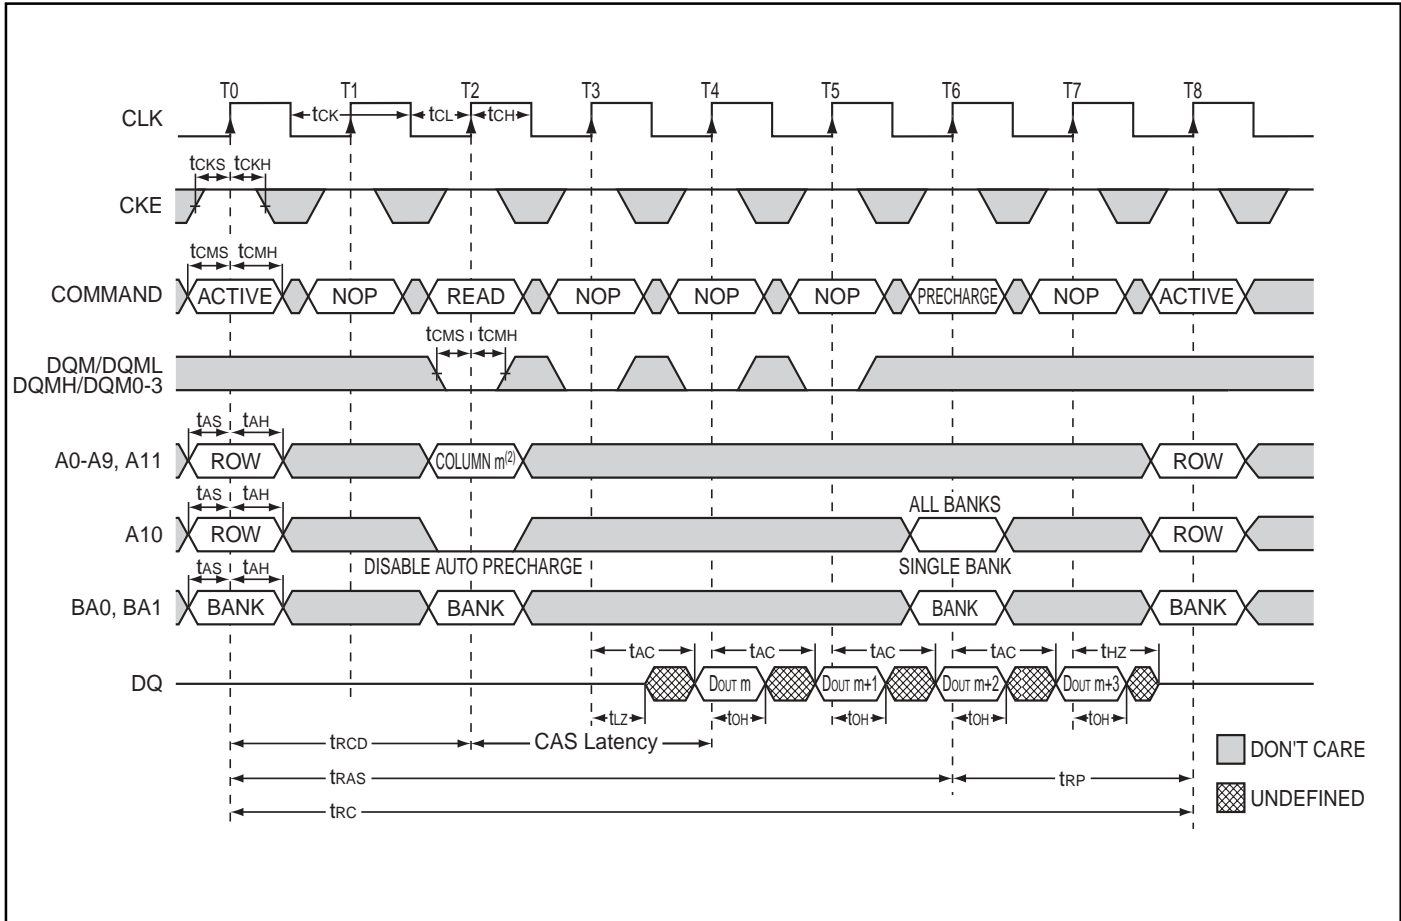 T0 T1 T2 T3 T4 T5 T6 T7 T8
CLK tCK tCL tCH
tCKS tCKH
CKE
tCMS tCMH
COMMAND ACTIVE NOP READ NOP NOP NOP PRECHARGE NOP ACTIVE
tCMS tCMH
DQM/DQML
DQMH/DQM0-3
tAS tAH
A0-A9, A11 ROW COLUMN m(2) ROW
tAS tAH ALL BANKS
A10 ROW ROW
DISABLE AUTO PRECHARGE SINGLE BANK
tAS tAH
BA0, BA1 BANK BANK BANK BANK
tAC tAC tAC tAC tHZ
DQ DOUT m DOUT m+1 DOUT m+2 DOUT m+3
tLZ tOH tOH tOH tOH
tRCD CAS Latency
DON'T CARE
tRAS tRP
UNDEFINED
tRC